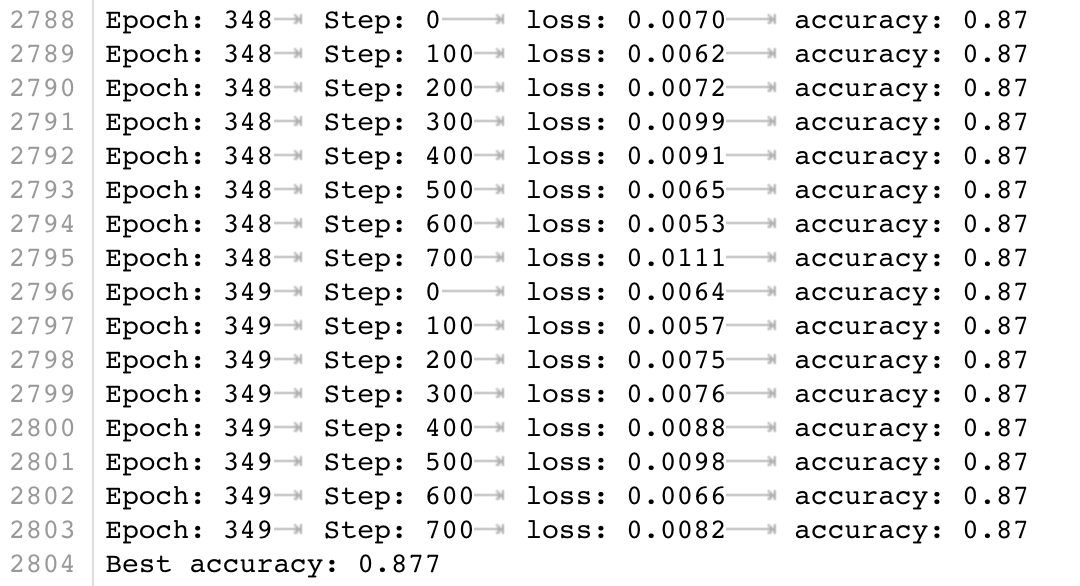 2788 Epoch: 348 Step: 0 loss: 0.0070 accuracy: 0.87
2789 Epoch: 348 Step: 100 loss: 0.0062 accuracy: 0.87
2790 Epoch: 348 Step: 200 loss: 0.0072 accuracy: 0.87
2791 Epoch: 348 Step: 300 loss: 0.0099 accuracy: 0.87
2792 Epoch: 348 Step: 400 loss: 0.0091 accuracy: 0.87
2793 Epoch: 348 Step: 500 loss: 0.0065 accuracy: 0.87
2794 Epoch: 348 Step: 600 loss: 0.0053 accuracy: 0.87
2795 Epoch: 348 Step: 700 loss: 0.0111 accuracy: 0.87
2796 Epoch: 349 Step: 0 loss: 0.0064 accuracy: 0.87
2797 Epoch: 349 Step: 100 loss: 0.0057 accuracy: 0.87
2798 Epoch: 349 Step: 200 loss: 0.0075 accuracy: 0.87
2799 Epoch: 349 Step: 300 loss: 0.0076 accuracy: 0.87
2800 Epoch: 349 Step: 400 loss: 0.0088 accuracy: 0.87
2801 Epoch: 349 Step: 500 loss: 0.0098 accuracy: 0.87
2802 Epoch: 349 Step: 600 loss: 0.0066 accuracy: 0.87
2803 Epoch: 349 Step: 700 loss: 0.0082 accuracy: 0.87
2804 Best accuracy: 0.877